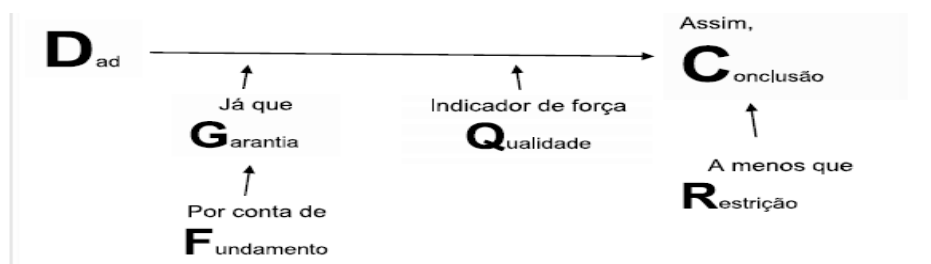 Dad
Assim,
Conclusão
Já que
Garantia
Indicador de força
Qualidade
A menos que
Restrição
Por conta de
Fundamento